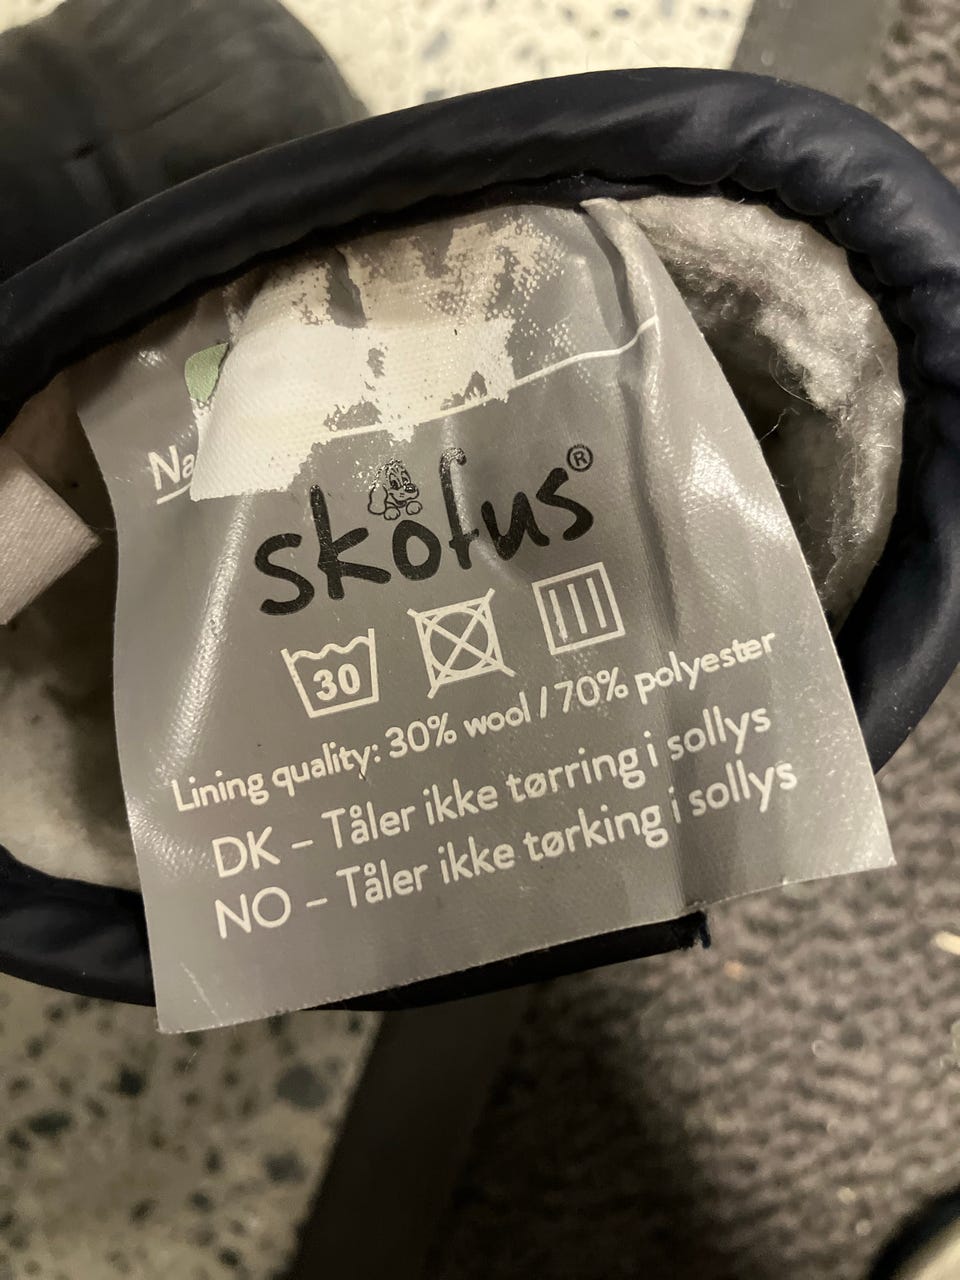 skofus®
30
Lining quality: 30% wool / 70% polyester
DK – Tåler ikke tørring i sollys
NO – Tåler ikke tørking i sollys